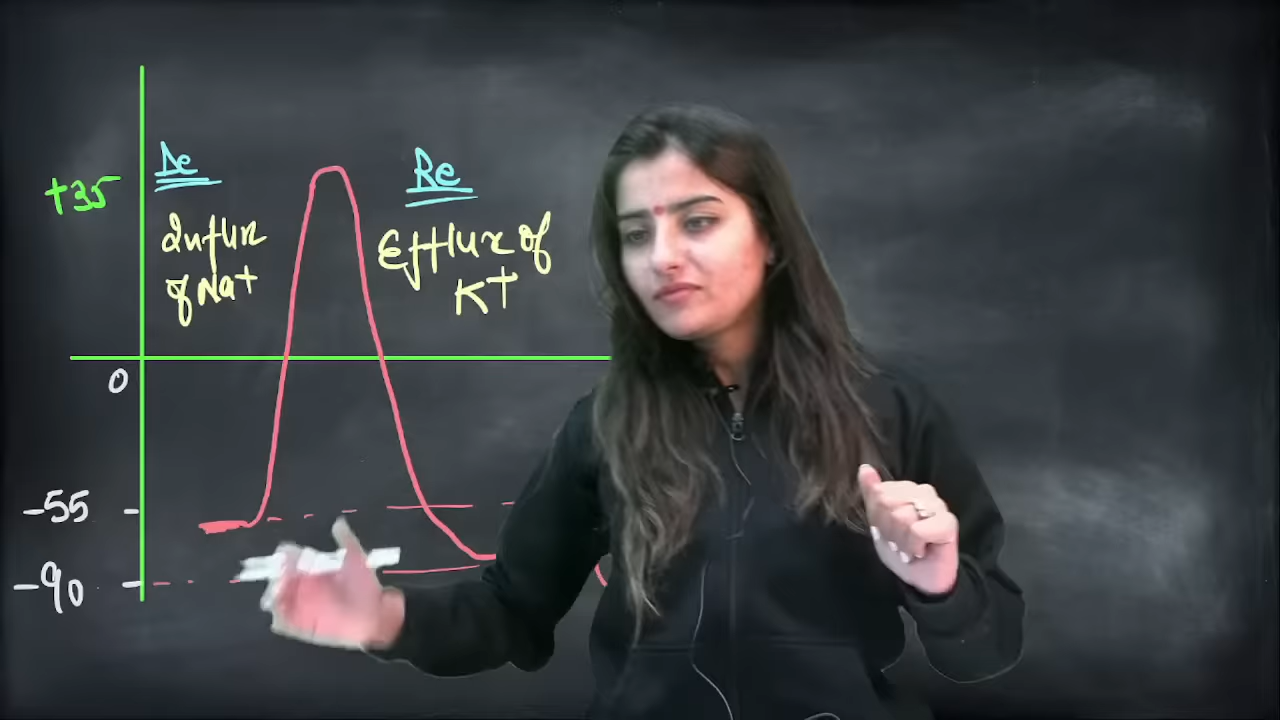 +35
De
Influx
of Na+
Re
Efflux of
K+
0
-55
-90